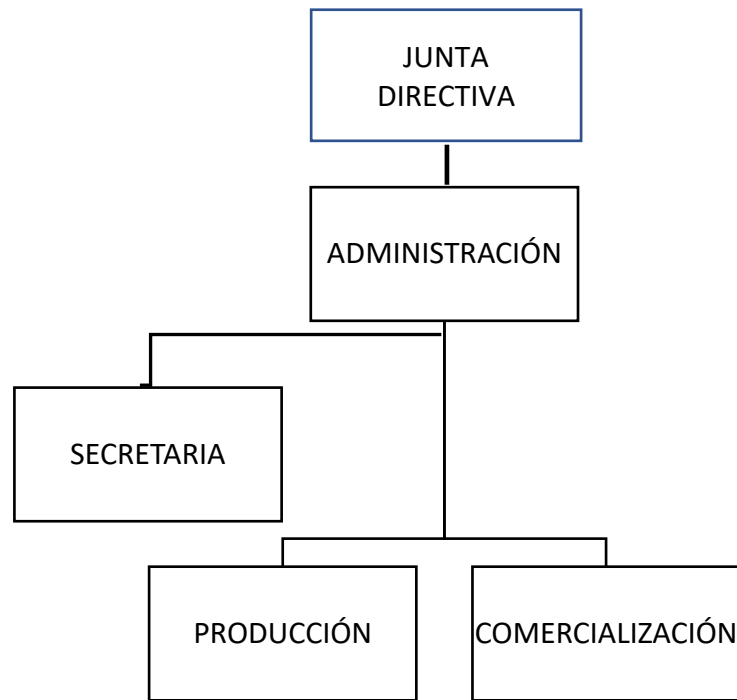 JUNTA
DIRECTIVA
ADMINISTRACIÓN
SECRETARIA
PRODUCCIÓN
COMERCIALIZACIÓN